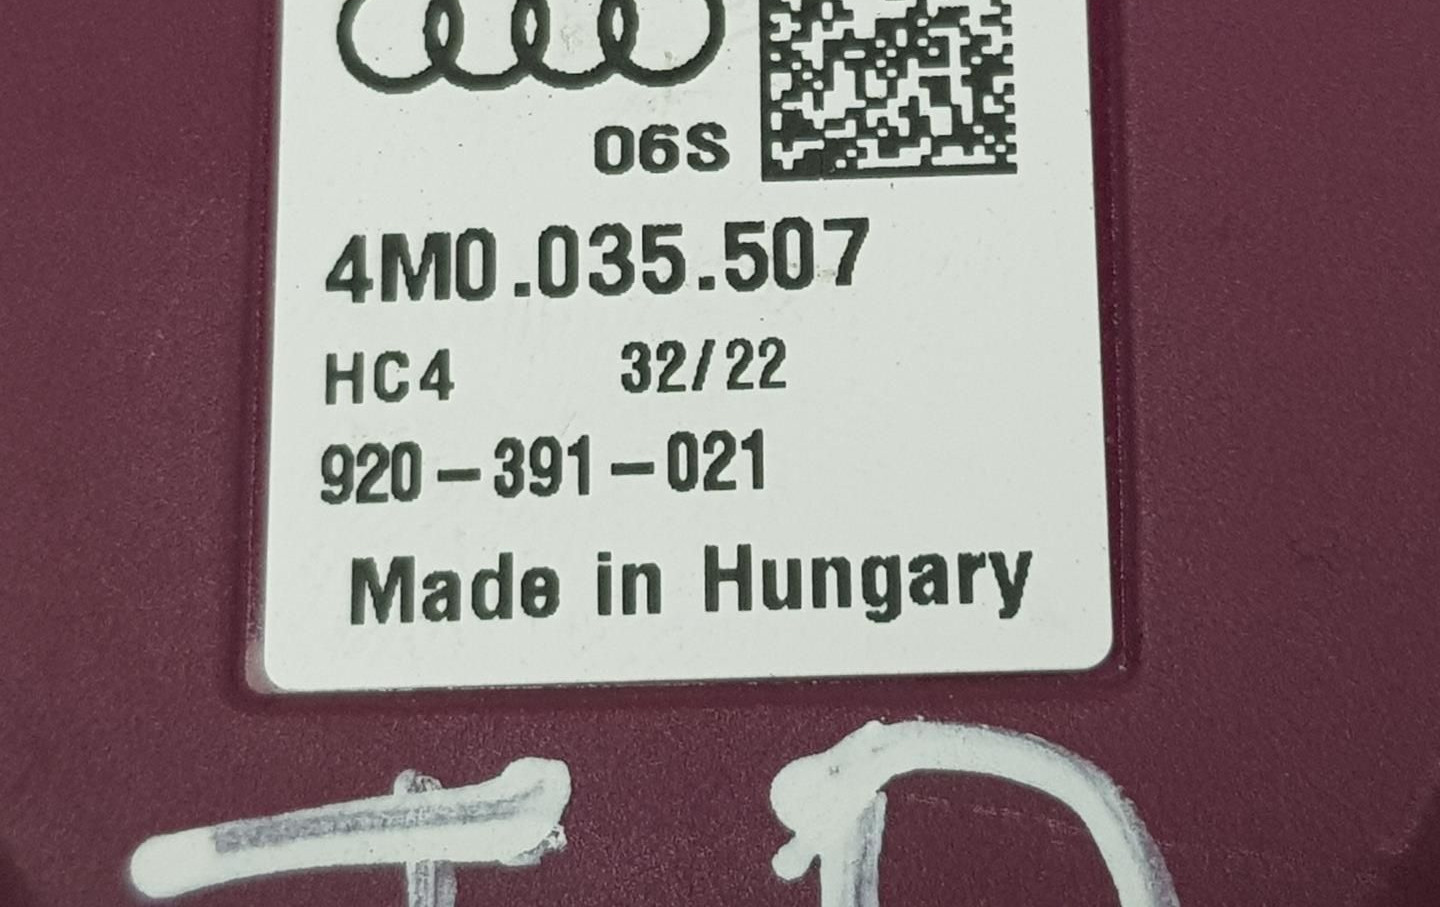 06S
4M0.035.507
HC4 32/22
920-391-021
Made in Hungary